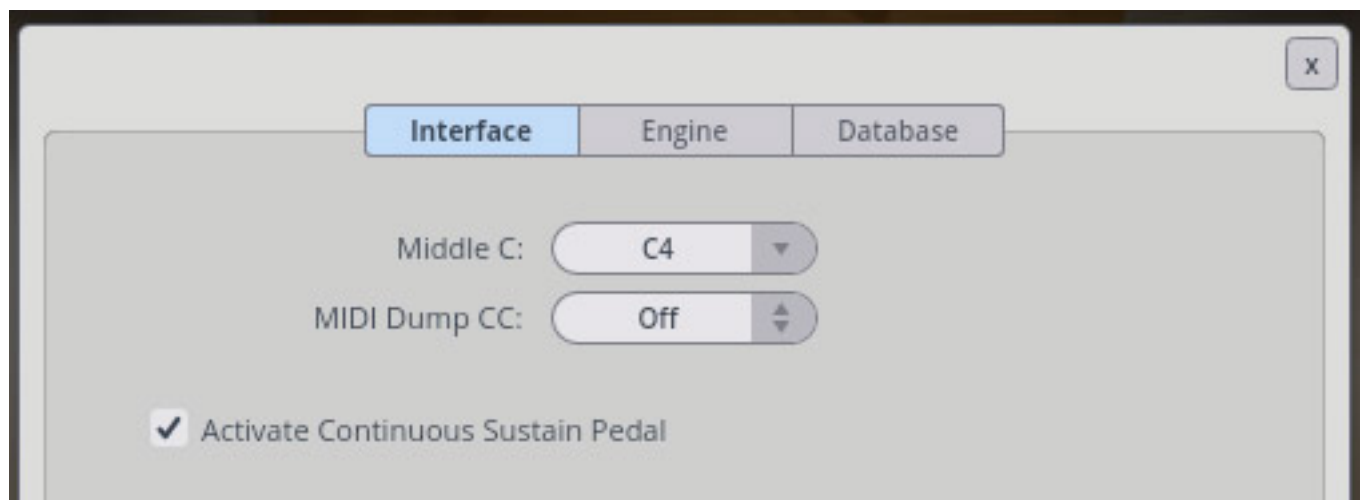 x
Interface Engine Database
Middle C: C4
MIDI Dump CC: Off
Activate Continuous Sustain Pedal